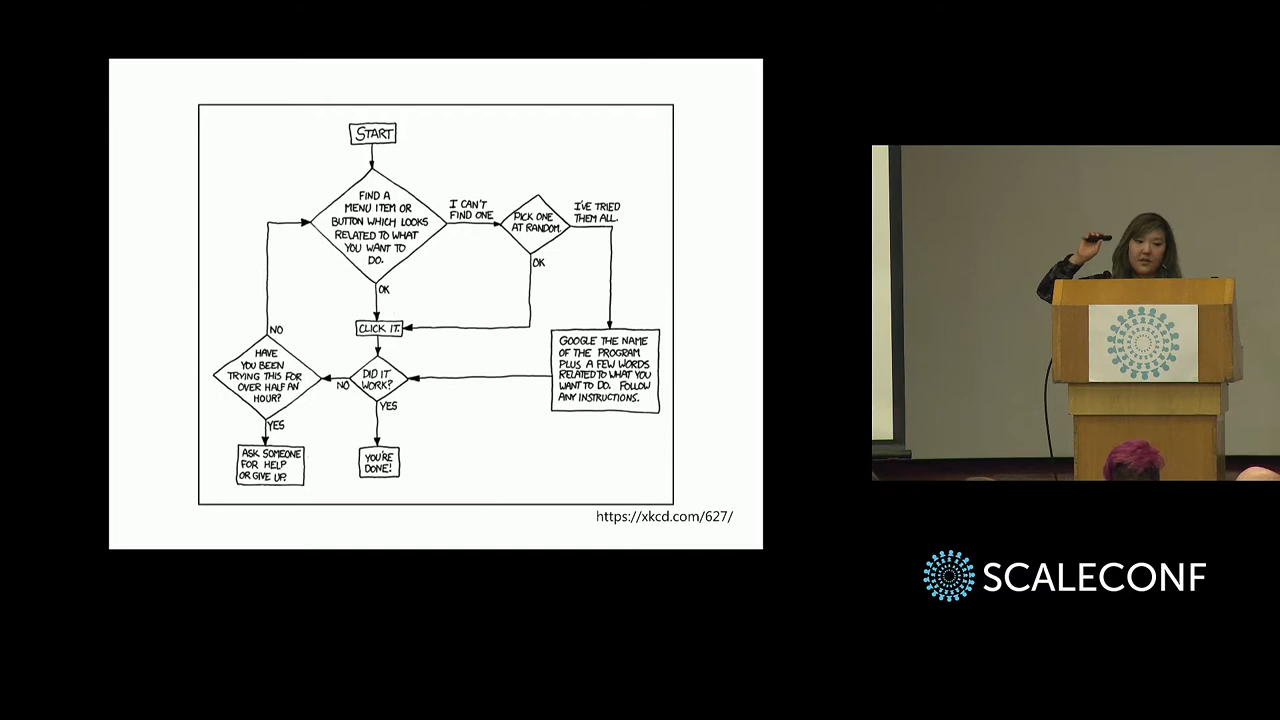 START
FIND A
MENU ITEM OR
BUTTON WHICH LOOKS
RELATED TO WHAT
YOU WANT TO
DO.
I CAN'T
FIND ONE
PICK ONE
AT RANDOM.
I'VE TRIED
THEM ALL.
OK
OK
CLICK IT.
NO
HAVE
YOU BEEN
TRYING THIS FOR
OVER HALF AN
HOUR?
NO
DID IT
WORK?
GOOGLE THE NAME
OF THE PROGRAM
PLUS A FEW WORDS
RELATED TO WHAT YOU
WANT TO DO. FOLLOW
ANY INSTRUCTIONS.
YES
YES
ASK SOMEONE
FOR HELP
OR GIVE UP.
YOU'RE
DONE!
https://xkcd.com/627/
SCALECONF